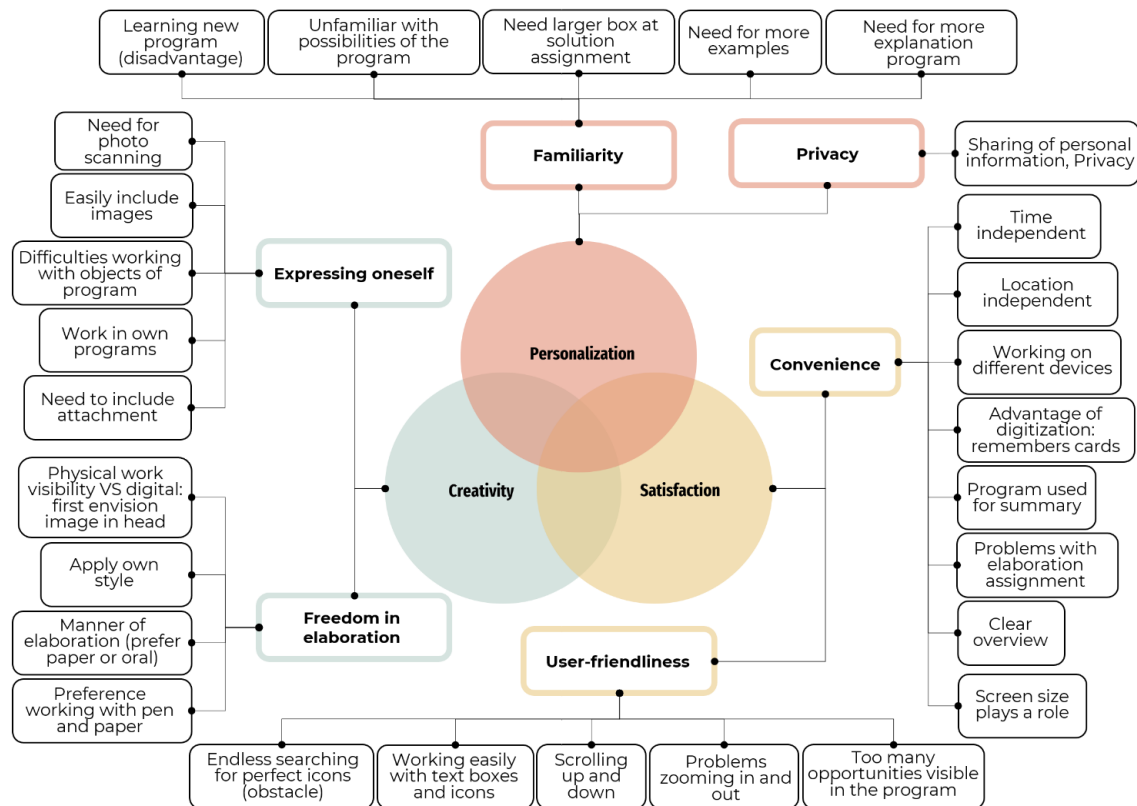 Learning new
program
(disadvantage)
Unfamiliar with
possibilities of the
program
Need larger box at
solution
assignment
Need for more
examples
Need for more
explanation
program
Familiarity
Privacy
Sharing of personal
information, Privacy
Need for
photo
scanning
Easily include
images
Difficulties working
with objects of
program
Work in own
programs
Need to include
attachment
Expressing oneself
Physical work
visibility VS digital:
first envision
image in head
Apply own
style
Manner of
elaboration (prefer
paper or oral)
Preference
working with pen
and paper
Freedom in
elaboration
Personalization
Creativity
Satisfaction
Convenience
Time
independent
Location
independent
Working on
different devices
Advantage of
digitization:
remembers cards
Program used
for summary
Problems with
elaboration
assignment
Clear
overview
Screen size
plays a role
User-friendliness
Endless searching
for perfect icons
(obstacle)
Working easily
with text boxes
and icons
Scrolling
up and
down
Problems
zooming in and
out
Too many
opportunities visible
in the program